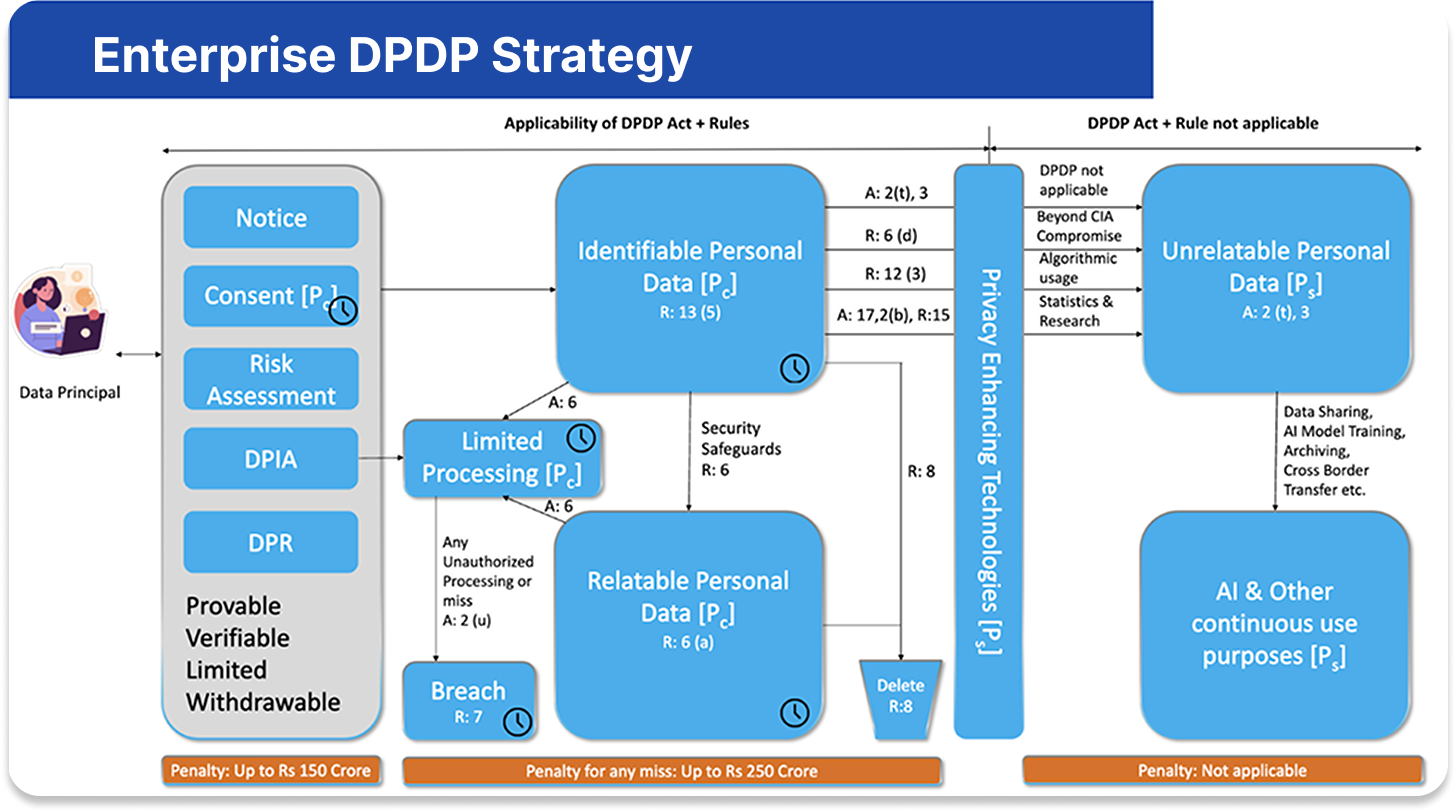 Enterprise DPDP Strategy
Applicability of DPDP Act + Rules
DPDP Act + Rule not applicable
Data Principal
Notice
Consent [Pc]
Risk
Assessment
DPIA
DPR
Provable
Verifiable
Limited
Withdrawable
Identifiable Personal
Data [Pc]
R: 13 (5)
A: 6
Limited
Processing [Pc]
A: 6
Security
Safeguards
R: 6
Any
Unauthorized
Processing or
miss
A: 2 (u)
Breach
R: 7
Relatable Personal
Data [Pc]
R: 6 (a)
A: 2(t), 3
R: 6 (d)
R: 12 (3)
A: 17,2(b), R:15
R: 8
Delete
R:8
Privacy Enhancing Technologies [Ps]
DPDP not
applicable
Beyond CIA
Compromise
Algorithmic
usage
Statistics &
Research
Unrelatable Personal
Data [Ps]
A: 2 (t), 3
Data Sharing,
AI Model Training,
Archiving,
Cross Border
Transfer etc.
AI & Other
continuous use
purposes [Ps]
Penalty: Up to Rs 150 Crore
Penalty for any miss: Up to Rs 250 Crore
Penalty: Not applicable